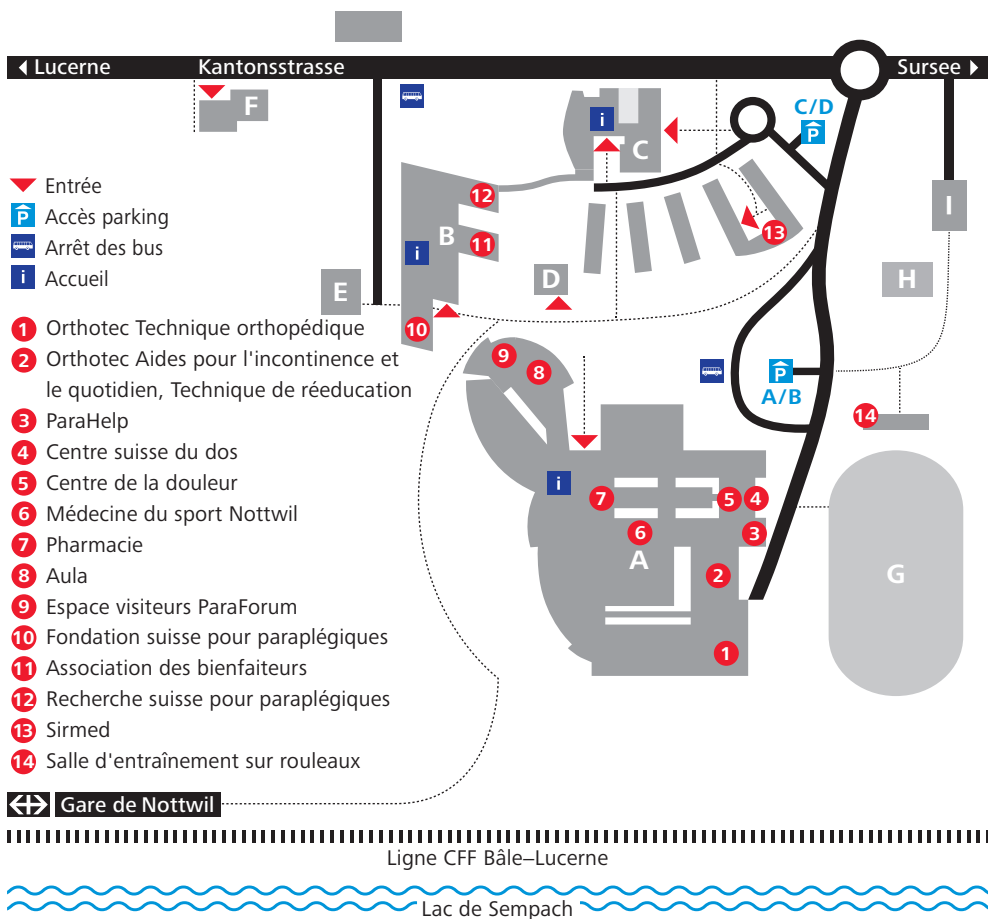 Lucerne
Kantonsstrasse
Sursee
F
i
C
C/D
P
Entrée
P Accès parking
Arrêt des bus
i Accueil
12
B
11
i
13
I
E
D
H
10
1 Orthotec Technique orthopédique
2 Orthotec Aides pour l'incontinence et
le quotidien, Technique de réeducation
3 ParaHelp
4 Centre suisse du dos
5 Centre de la douleur
6 Médecine du sport Nottwil
7 Pharmacie
8 Aula
9 Espace visiteurs ParaForum
10 Fondation suisse pour paraplégiques
11 Association des bienfaiteurs
12 Recherche suisse pour paraplégiques
13 Sirmed
14 Salle d'entraînement sur rouleaux
9
8
P
A/B
14
i
7
5
4
6
3
A
2
G
1
Gare de Nottwil
Ligne CFF Bâle–Lucerne
Lac de Sempach